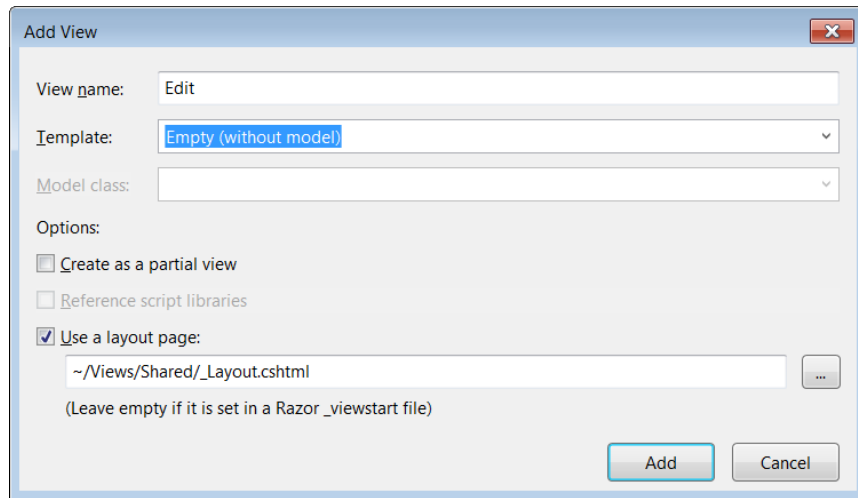 Add View
View name: Edit
Template: Empty (without model)
Model class:
Options:
Create as a partial view
Reference script libraries
Use a layout page:
~/Views/Shared/_Layout.cshtml
...
(Leave empty if it is set in a Razor _viewstart file)
Add Cancel